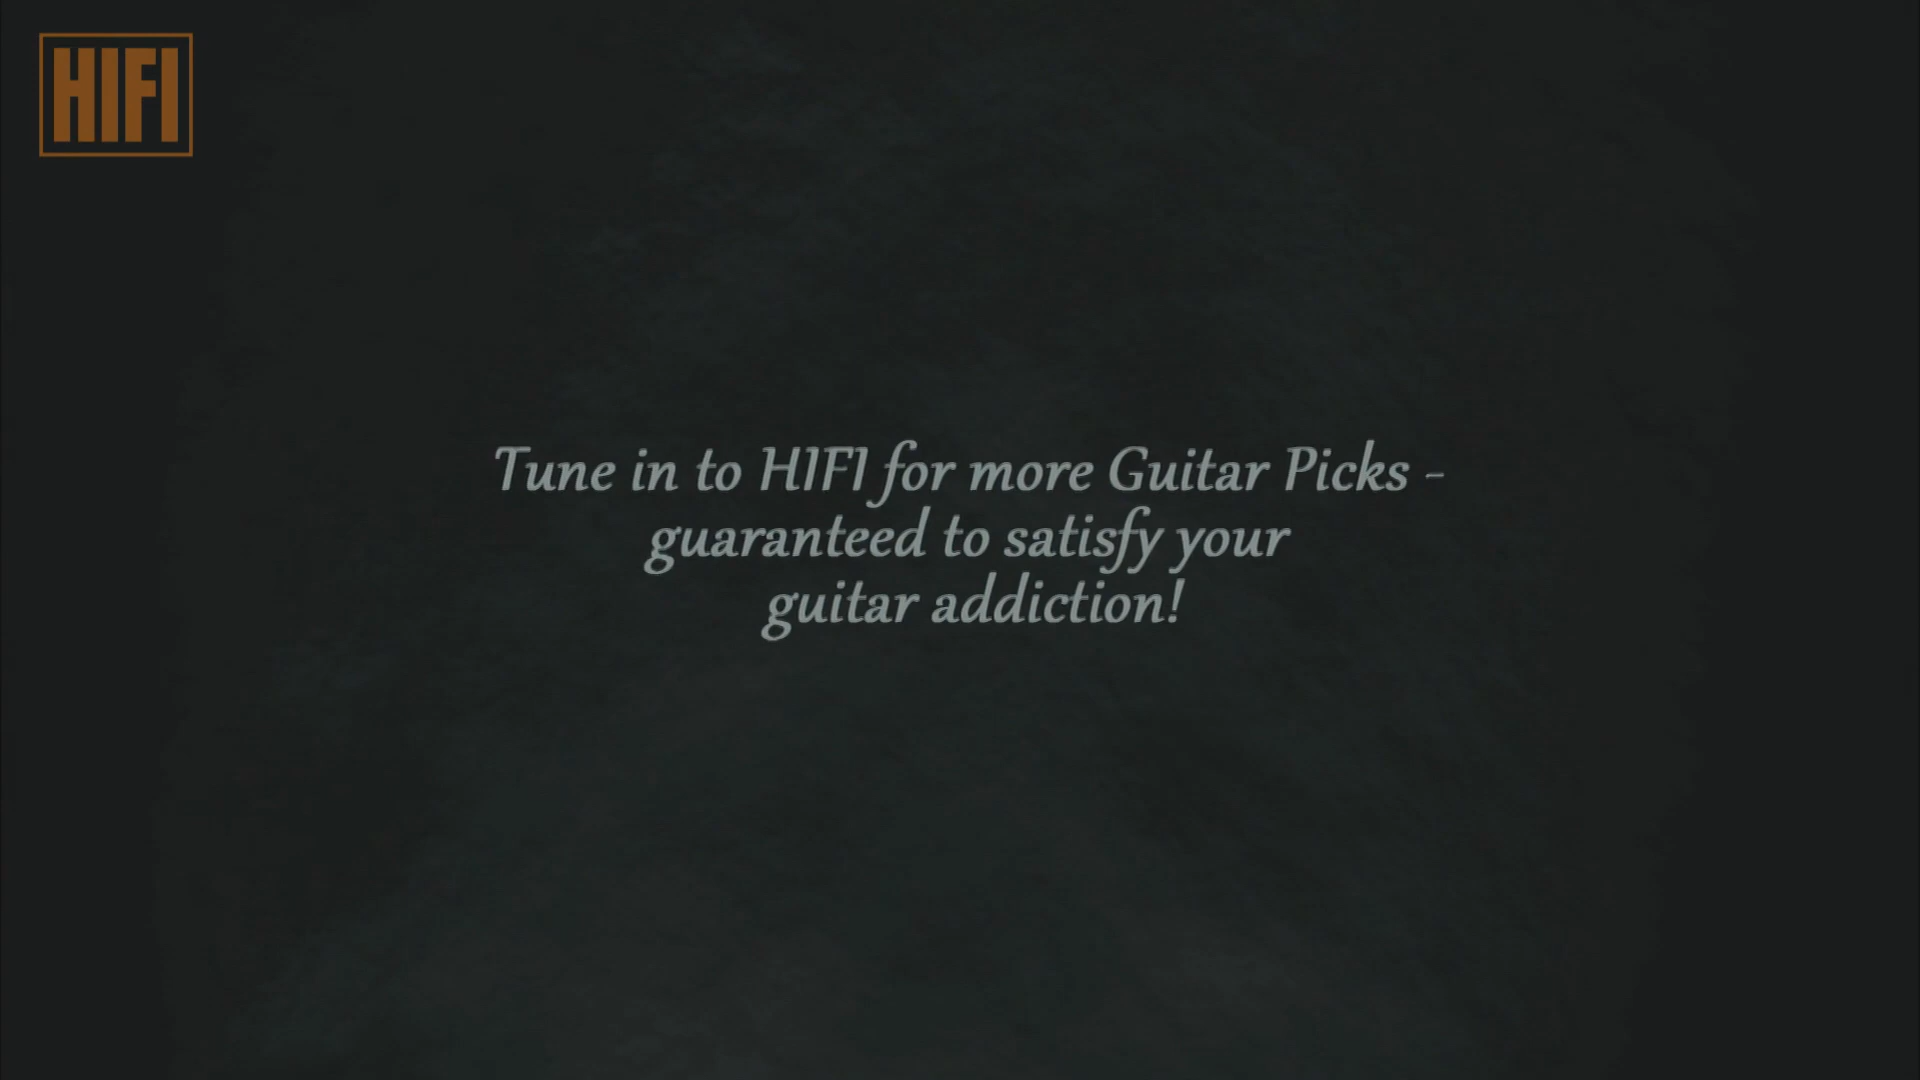 HIFI
Tune in to HIFI for more Guitar Picks -
guaranteed to satisfy your
guitar addiction!